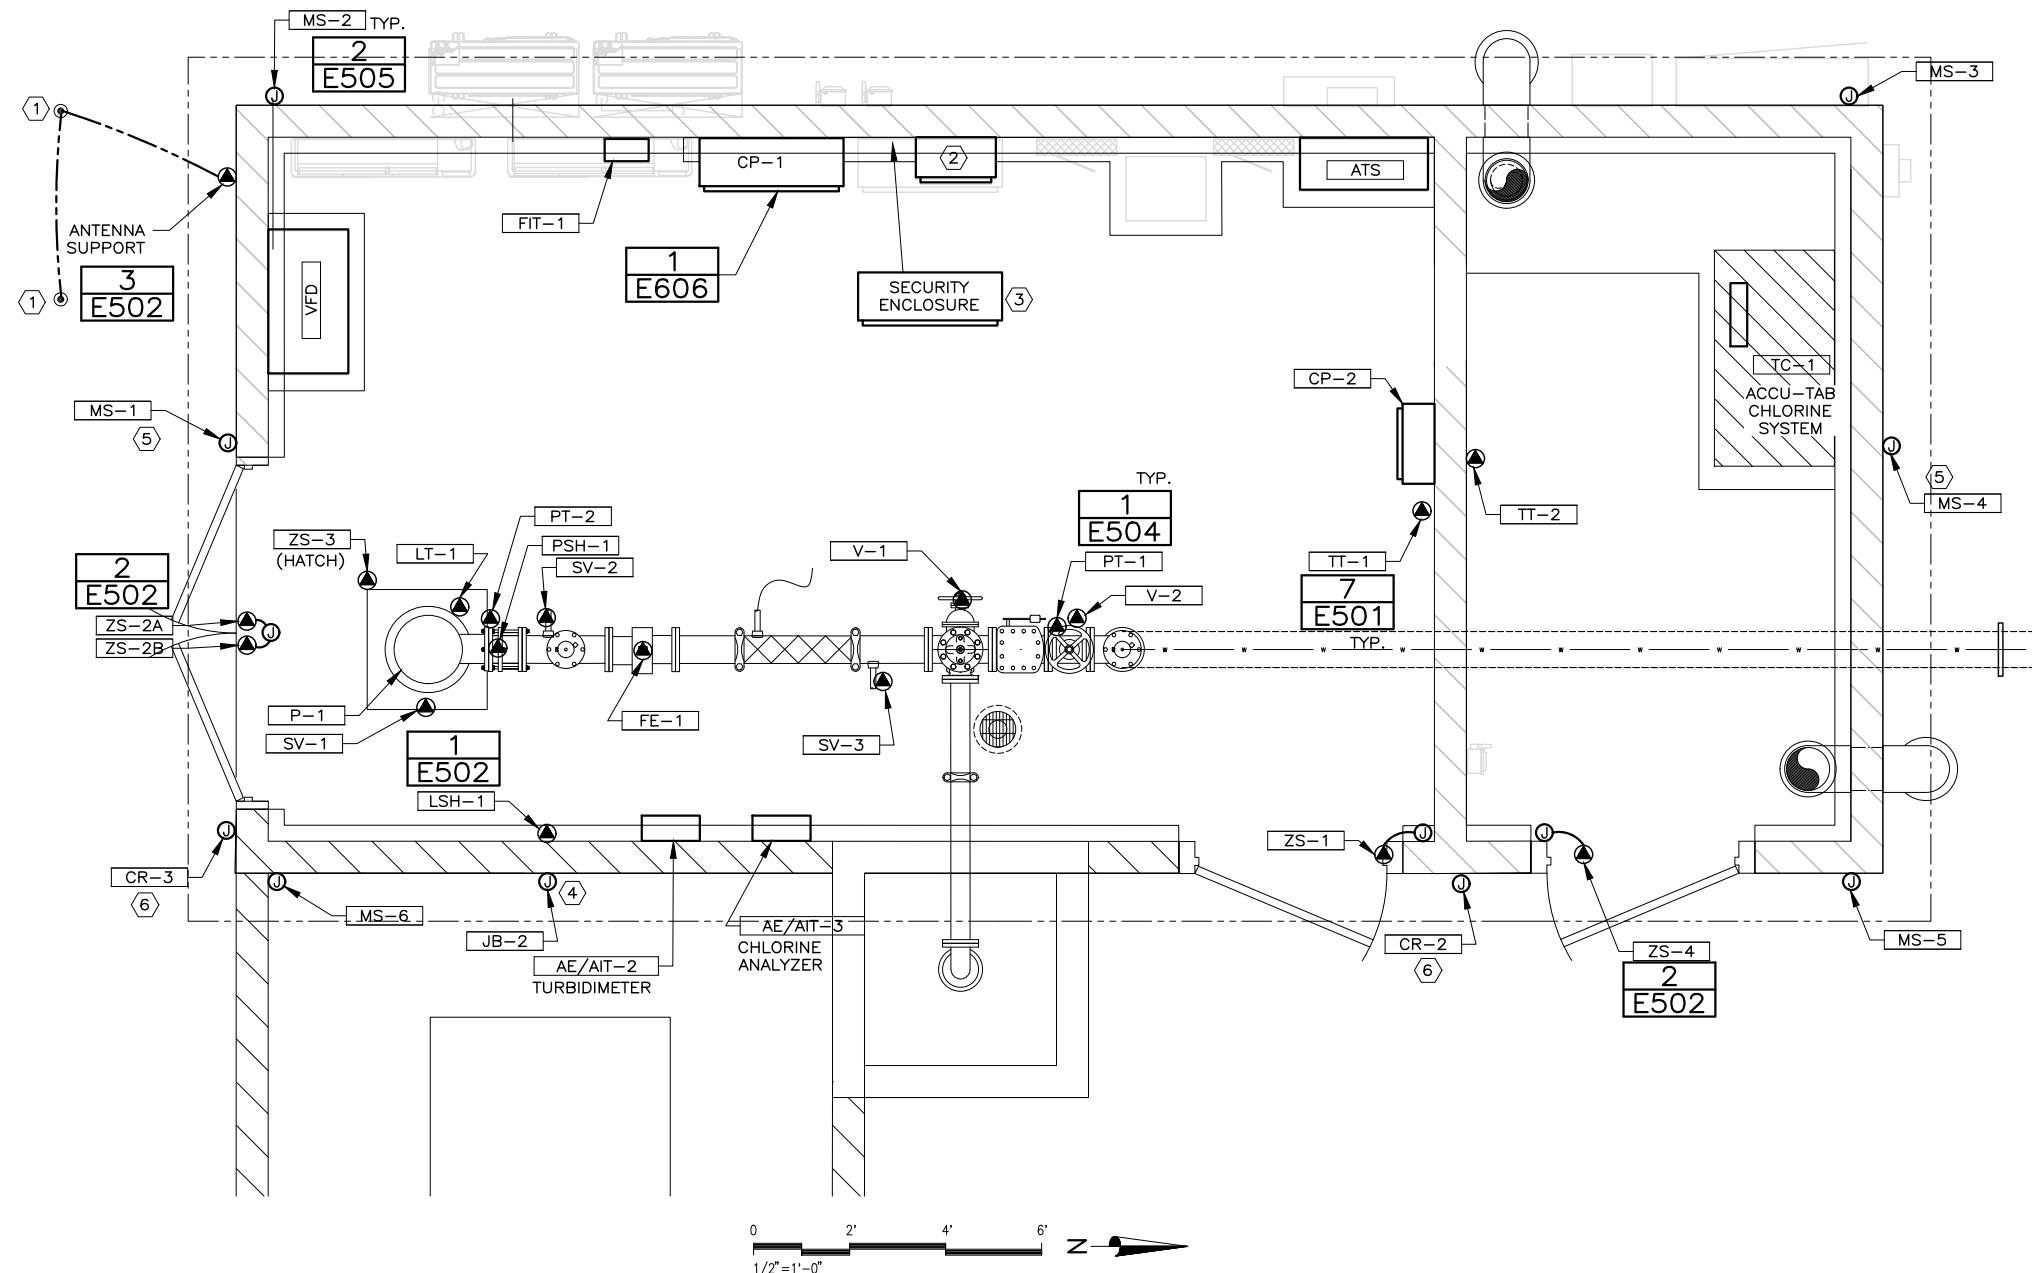 MS-2 TYP.
2
E505
MS-3
1
J
J
CP-1
2
ATS
FIT-1
ANTENNA
SUPPORT
3
E502
1
VFD
1
E606
SECURITY
ENCLOSURE
3
TC-1
ACCU-TAB
CHLORINE
SYSTEM
CP-2
MS-1
5
J
J
5
MS-4
TYP.
1
E504
TT-2
PT-2
PSH-1
SV-2
ZS-3
(HATCH)
LT-1
V-1
PT-1
TT-1
7
E501
TYP.
V-2
2
E502
ZS-2A
ZS-2B
J
W W W W W W W W W W W
P-1
SV-1
FE-1
SV-3
1
E502
LSH-1
J
ZS-1
J
J
CR-3
6
J
MS-6
J
4
JB-2
AE/AIT-2
TURBIDIMETER
AE/AIT-3
CHLORINE
ANALYZER
J
CR-2
6
J
MS-5
ZS-4
2
E502
0 2' 4' 6'
1/2"=1'-0"
N